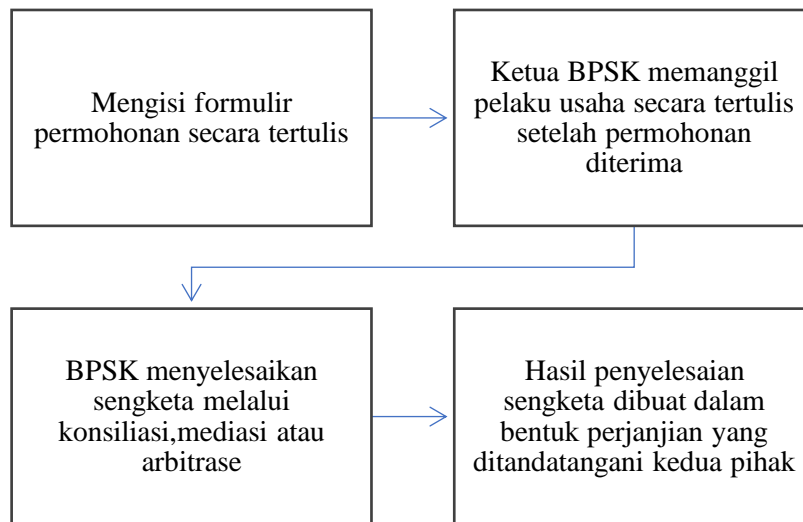 Mengisi formulir
permohonan secara tertulis
Ketua BPSK memanggil
pelaku usaha secara tertulis
setelah permohonan
diterima
BPSK menyelesaikan
sengketa melalui
konsiliasi,mediasi atau
arbitrase
Hasil penyelesaian
sengketa dibuat dalam
bentuk perjanjian yang
ditandatangani kedua pihak